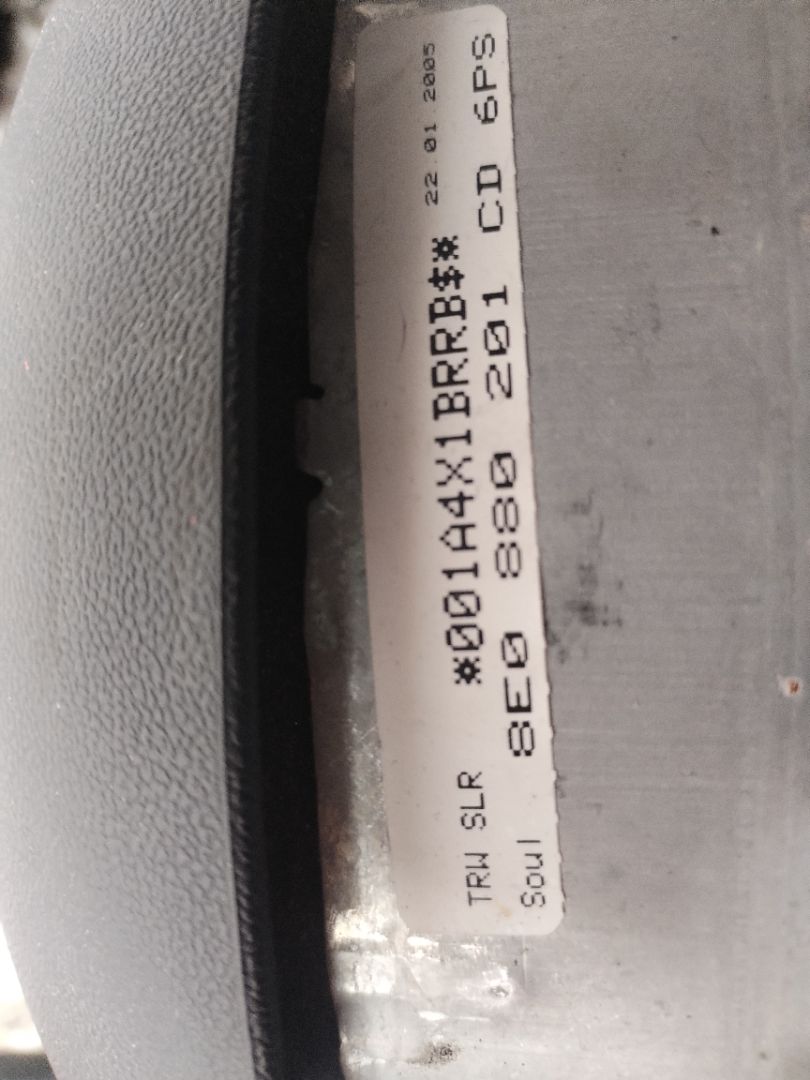 22.01 2005
TRW SLR *001A4X1BRRB$*
Soul 8E0 880 201 CD 6PS